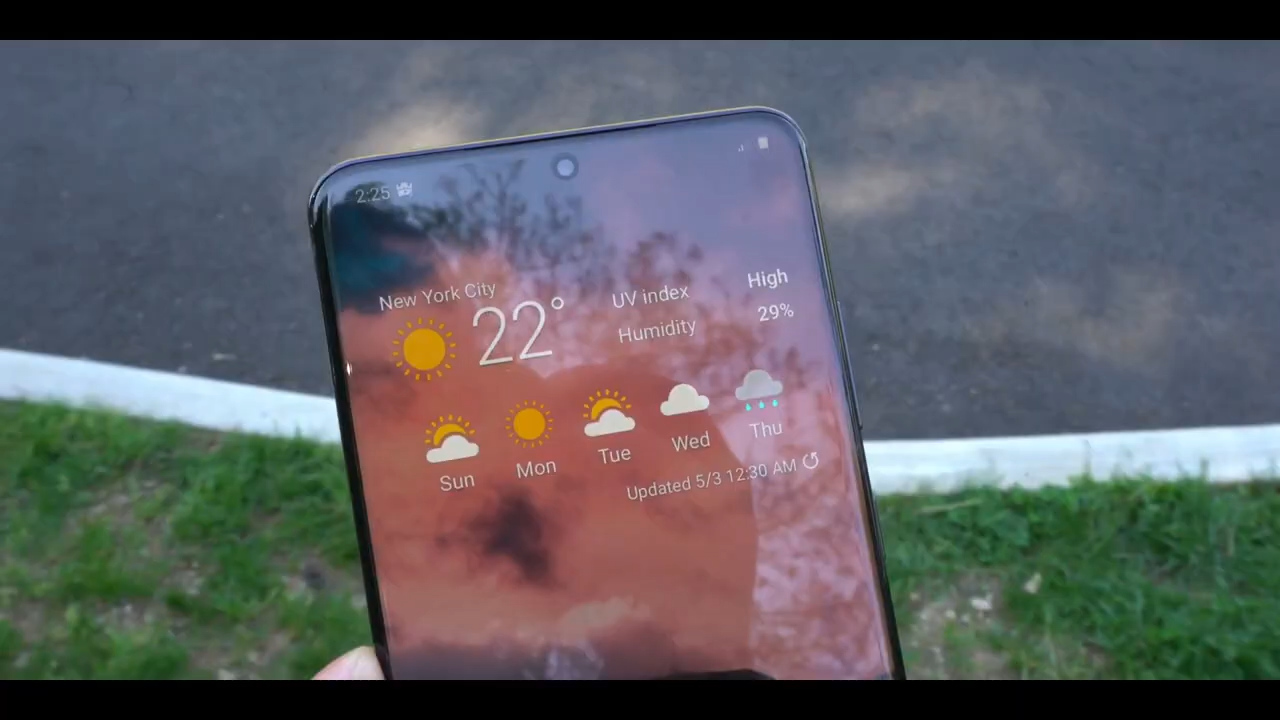 2:25
New York City
22°
UV index High
Humidity 29%
Sun Mon Tue Wed Thu
Updated 5/3 12:30 AM